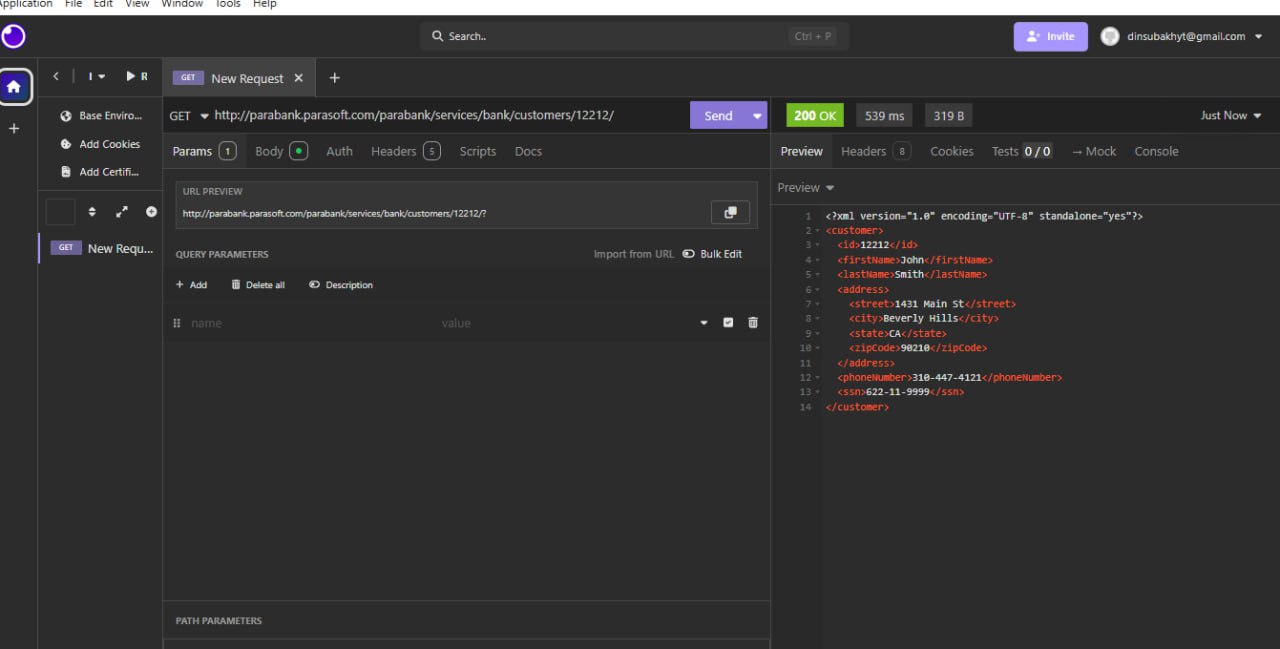 Application File Edit View Window Tools Help
Search.. Ctrl + P
Invite dinsubakhyt@gmail.com
I R GET New Request
Base Enviro...
Add Cookies
Add Certifi...
GET New Requ...
GET http://parabank.parasoft.com/parabank/services/bank/customers/12212/ Send
Params 1 Body Auth Headers 5 Scripts Docs
URL PREVIEW
http://parabank.parasoft.com/parabank/services/bank/customers/12212/?
QUERY PARAMETERS Import from URL Bulk Edit
+ Add Delete all Description
name value
PATH PARAMETERS
200 OK 539 ms 319 B Just Now
Preview Headers 8 Cookies Tests 0 / 0 → Mock Console
Preview
1 <?xml version="1.0" encoding="UTF-8" standalone="yes"?>
2 <customer>
3 <id>12212</id>
4 <firstName>John</firstName>
5 <lastName>Smith</lastName>
6 <address>
7 <street>1431 Main St</street>
8 <city>Beverly Hills</city>
9 <state>CA</state>
10 <zipCode>90210</zipCode>
11 </address>
12 <phoneNumber>310-447-4121</phoneNumber>
13 <ssn>622-11-9999</ssn>
14 </customer>